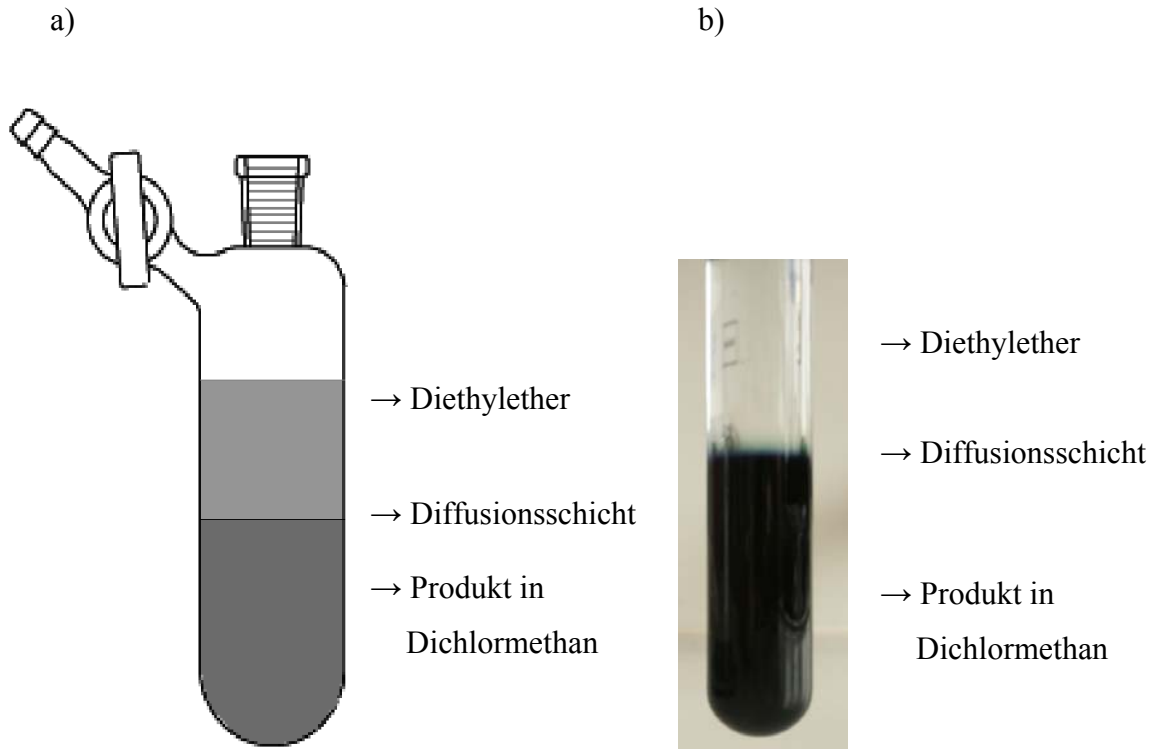 a)
→ Diethylether
→ Diffusionsschicht
→ Produkt in
Dichlormethan
b)
→ Diethylether
→ Diffusionsschicht
→ Produkt in
Dichlormethan